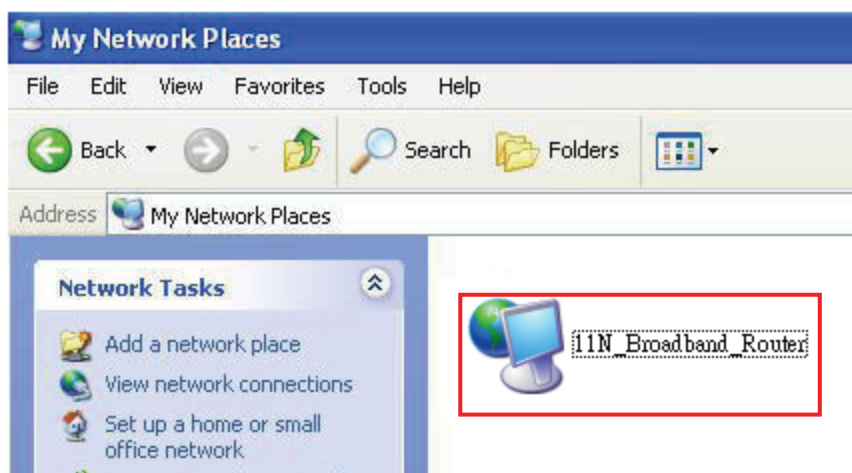 My Network Places
File Edit View Favorites Tools Help
Back Search Folders
Address My Network Places
Network Tasks
Add a network place
View network connections
Set up a home or small
office network
11N_Broadband_Router